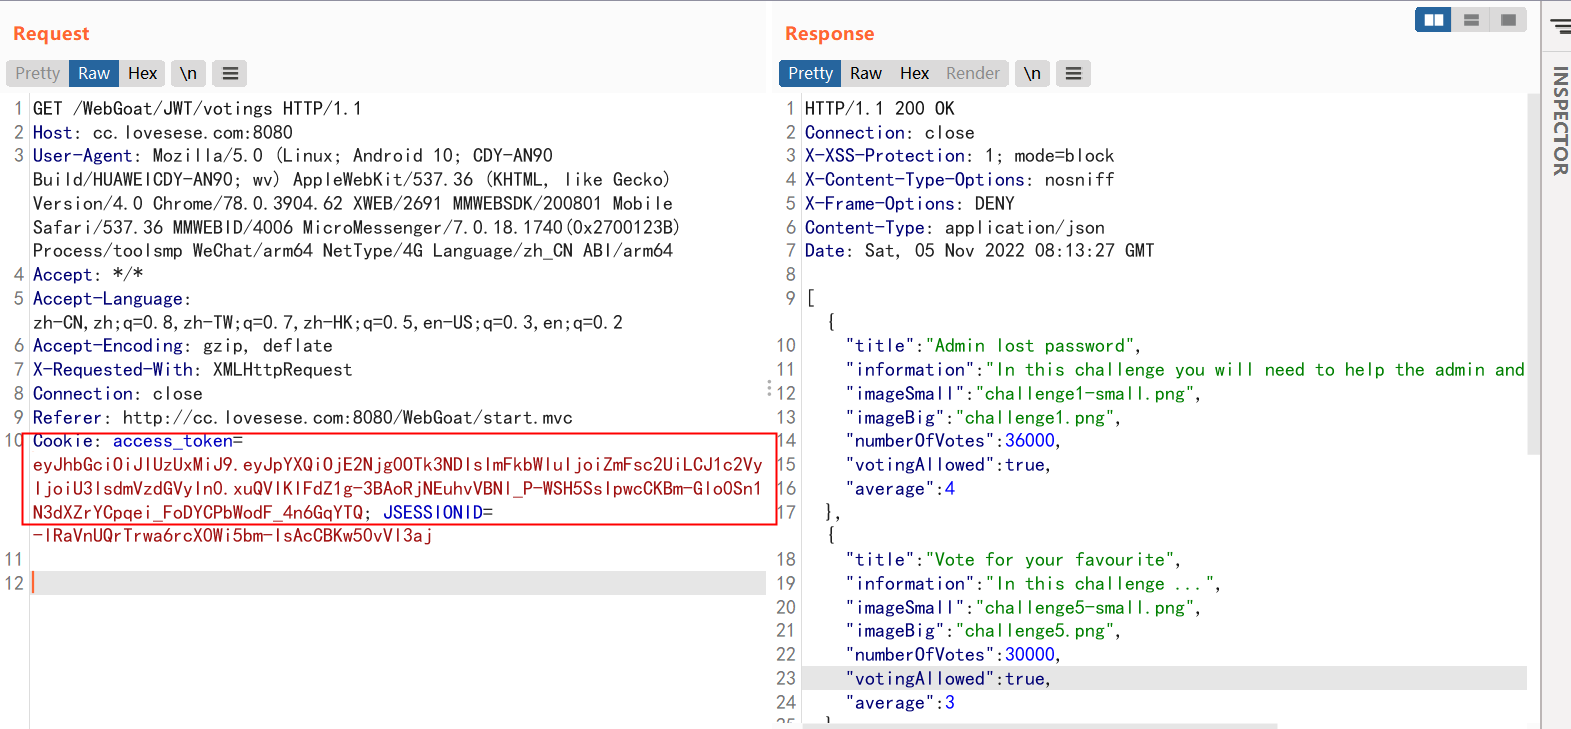 Request
Pretty Raw Hex \n
1 GET /WebGoat/JWT/votings HTTP/1.1
2 Host: cc.lovesese.com:8080
3 User-Agent: Mozilla/5.0 (Linux; Android 10; CDY-AN90
Build/HUAWEICDY-AN90; wv) AppleWebKit/537.36 (KHTML, like Gecko)
Version/4.0 Chrome/78.0.3904.62 XWEB/2691 MMWEBSDK/200801 Mobile
Safari/537.36 MMWEBID/4006 MicroMessenger/7.0.18.1740(0x2700123B)
Process/toolsmp WeChat/arm64 NetType/4G Language/zh_CN ABI/arm64
4 Accept: */*
5 Accept-Language:
zh-CN,zh;q=0.8,zh-TW;q=0.7,zh-HK;q=0.5,en-US;q=0.3,en;q=0.2
6 Accept-Encoding: gzip, deflate
7 X-Requested-With: XMLHttpRequest
8 Connection: close
9 Referer: http://cc.lovesese.com:8080/WebGoat/start.mvc
10 Cookie: access_token=
eyJhbGciOiJIUzUxMiJ9.eyJpYXQiOjE2Njg0OTk3NDIsImFkbWluIjoiZmFsc2UiLCJ1c2Vy
IjoiU3lsdmVzdGVyIn0.xuQVIKIFdZ1g-3BAoRjNEuhvVBNI_P-WSH5SsIpwcCKBm-GIoOSn1
N3dXZrYCpqei_FoDYCPbWodF_4n6GqYTQ; JSESSIONID=
-IRaVnUQrTrwa6rcX0Wi5bm-IsAcCBKw5OvVI3aj
11
12
Response
Pretty Raw Hex Render \n
1 HTTP/1.1 200 OK
2 Connection: close
3 X-XSS-Protection: 1; mode=block
4 X-Content-Type-Options: nosniff
5 X-Frame-Options: DENY
6 Content-Type: application/json
7 Date: Sat, 05 Nov 2022 08:13:27 GMT
8
9 [
{
10 "title":"Admin lost password",
11 "information":"In this challenge you will need to help the admin and
12 "imageSmall":"challenge1-small.png",
13 "imageBig":"challenge1.png",
14 "numberOfVotes":36000,
15 "votingAllowed":true,
16 "average":4
17 },
{
18 "title":"Vote for your favourite",
19 "information":"In this challenge ...",
20 "imageSmall":"challenge5-small.png",
21 "imageBig":"challenge5.png",
22 "numberOfVotes":30000,
23 "votingAllowed":true,
24 "average":3
INSPECTOR